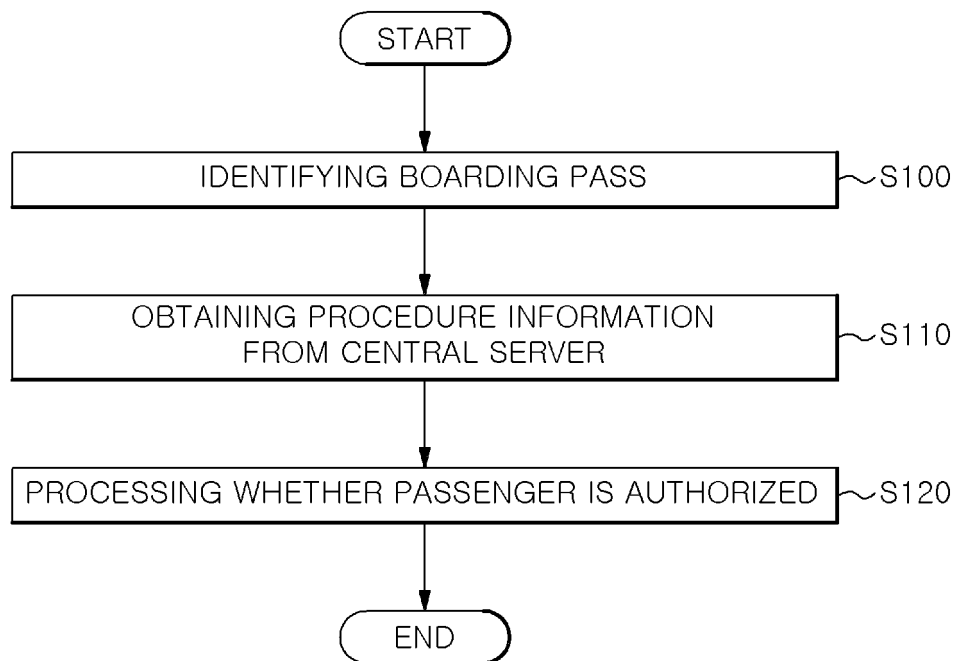 START
IDENTIFYING BOARDING PASS
S100
OBTAINING PROCEDURE INFORMATION
FROM CENTRAL SERVER
S110
PROCESSING WHETHER PASSENGER IS AUTHORIZED
S120
END